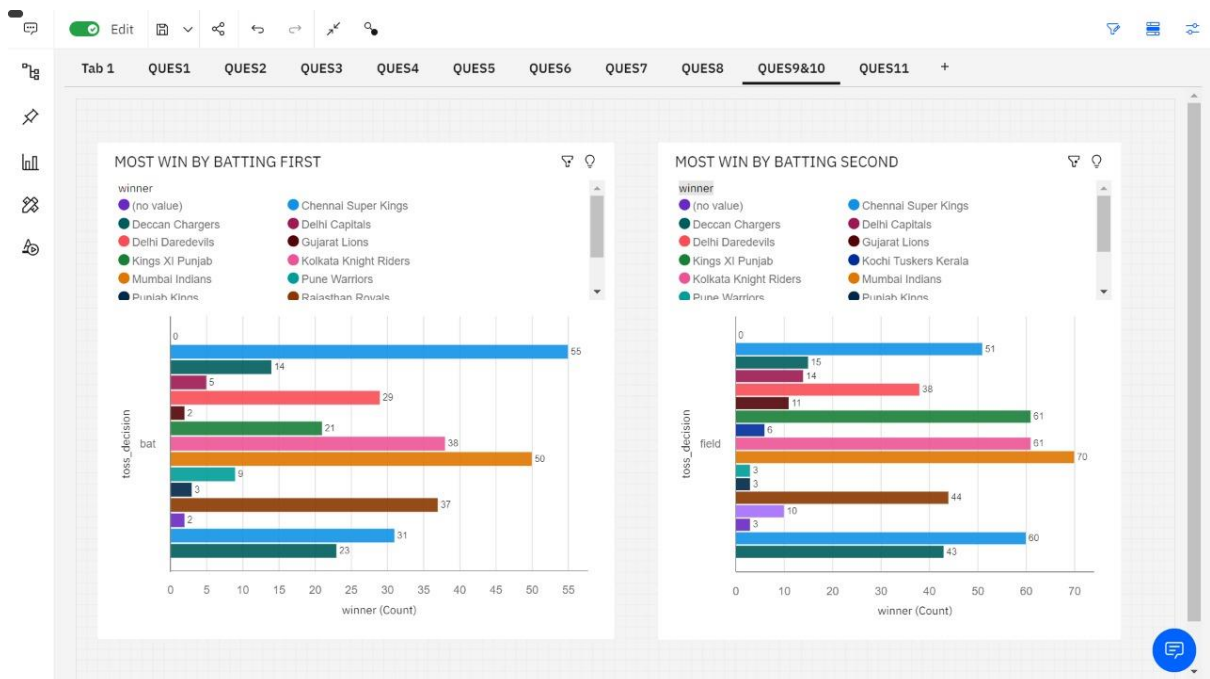 Edit
Tab 1 QUES1 QUES2 QUES3 QUES4 QUES5 QUES6 QUES7 QUES8 QUES9&10 QUES11 +
MOST WIN BY BATTING FIRST
winner
(no value) Chennai Super Kings
Deccan Chargers Delhi Capitals
Delhi Daredevils Gujarat Lions
Kings XI Punjab Kolkata Knight Riders
Mumbai Indians Pune Warriors
Punjab Kings Rajasthan Royals
0
55
14
5
29
2
21
38
50
9
3
37
2
31
23
toss_decision
bat
0 5 10 15 20 25 30 35 40 45 50 55
winner (Count)
MOST WIN BY BATTING SECOND
winner
(no value) Chennai Super Kings
Deccan Chargers Delhi Capitals
Delhi Daredevils Gujarat Lions
Kings XI Punjab Kochi Tuskers Kerala
Kolkata Knight Riders Mumbai Indians
Pune Warriors Punjab Kings
0
51
15
14
38
11
61
6
61
70
3
3
44
10
3
60
43
toss_decision
field
0 10 20 30 40 50 60 70
winner (Count)